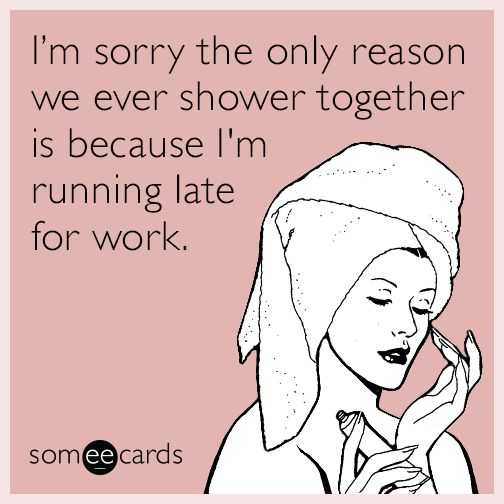 I’m sorry the only reason
we ever shower together
is because I'm
running late
for work.
someecards